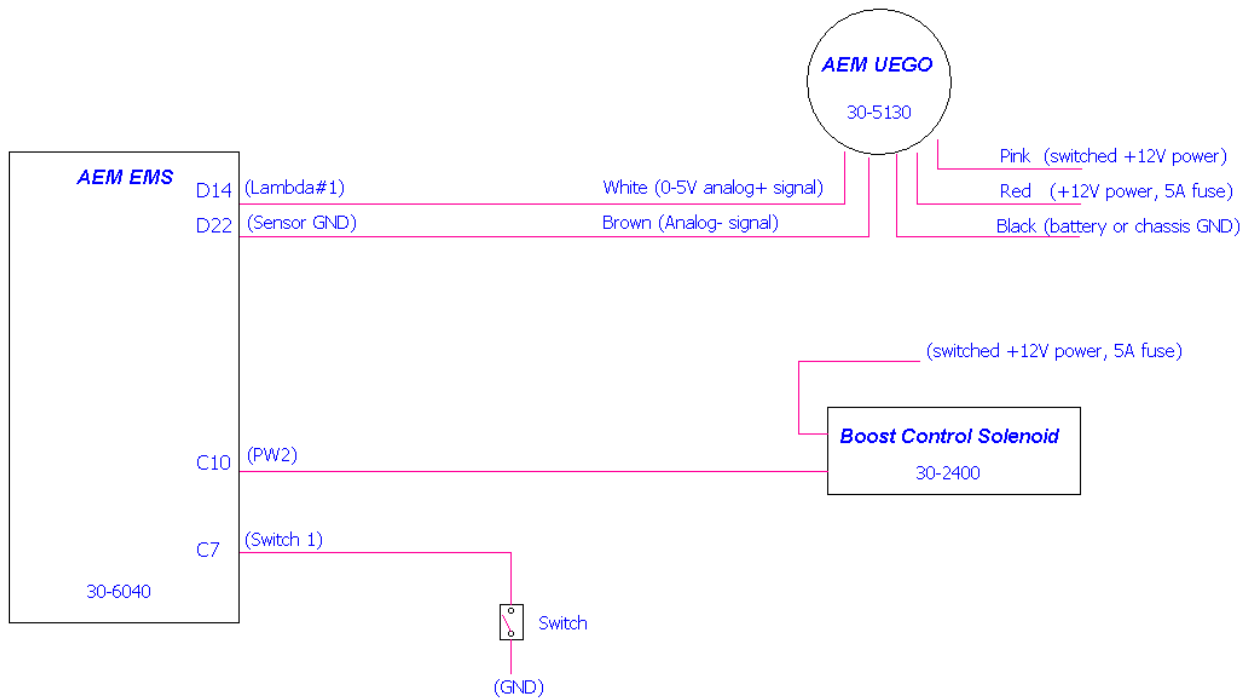 AEM UEGO
30-5130
Pink (switched +12V power)
Red (+12V power, 5A fuse)
Black (battery or chassis GND)
AEM EMS
D14 (Lambda#1) White (0-5V analog+ signal)
D22 (Sensor GND) Brown (Analog- signal)
(switched +12V power, 5A fuse)
Boost Control Solenoid
30-2400
C10 (PW2)
C7 (Switch 1)
30-6040
Switch
(GND)